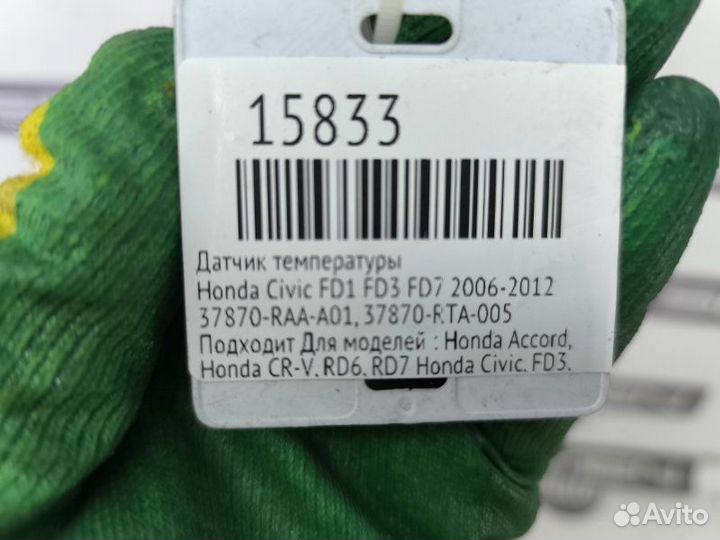 15833
Датчик температуры
Honda Civic FD1 FD3 FD7 2006-2012
37870-RAA-A01, 37870-RTA-005
Подходит Для моделей : Honda Accord,
Honda CR-V, RD6, RD7 Honda Civic, FD3,
Avito